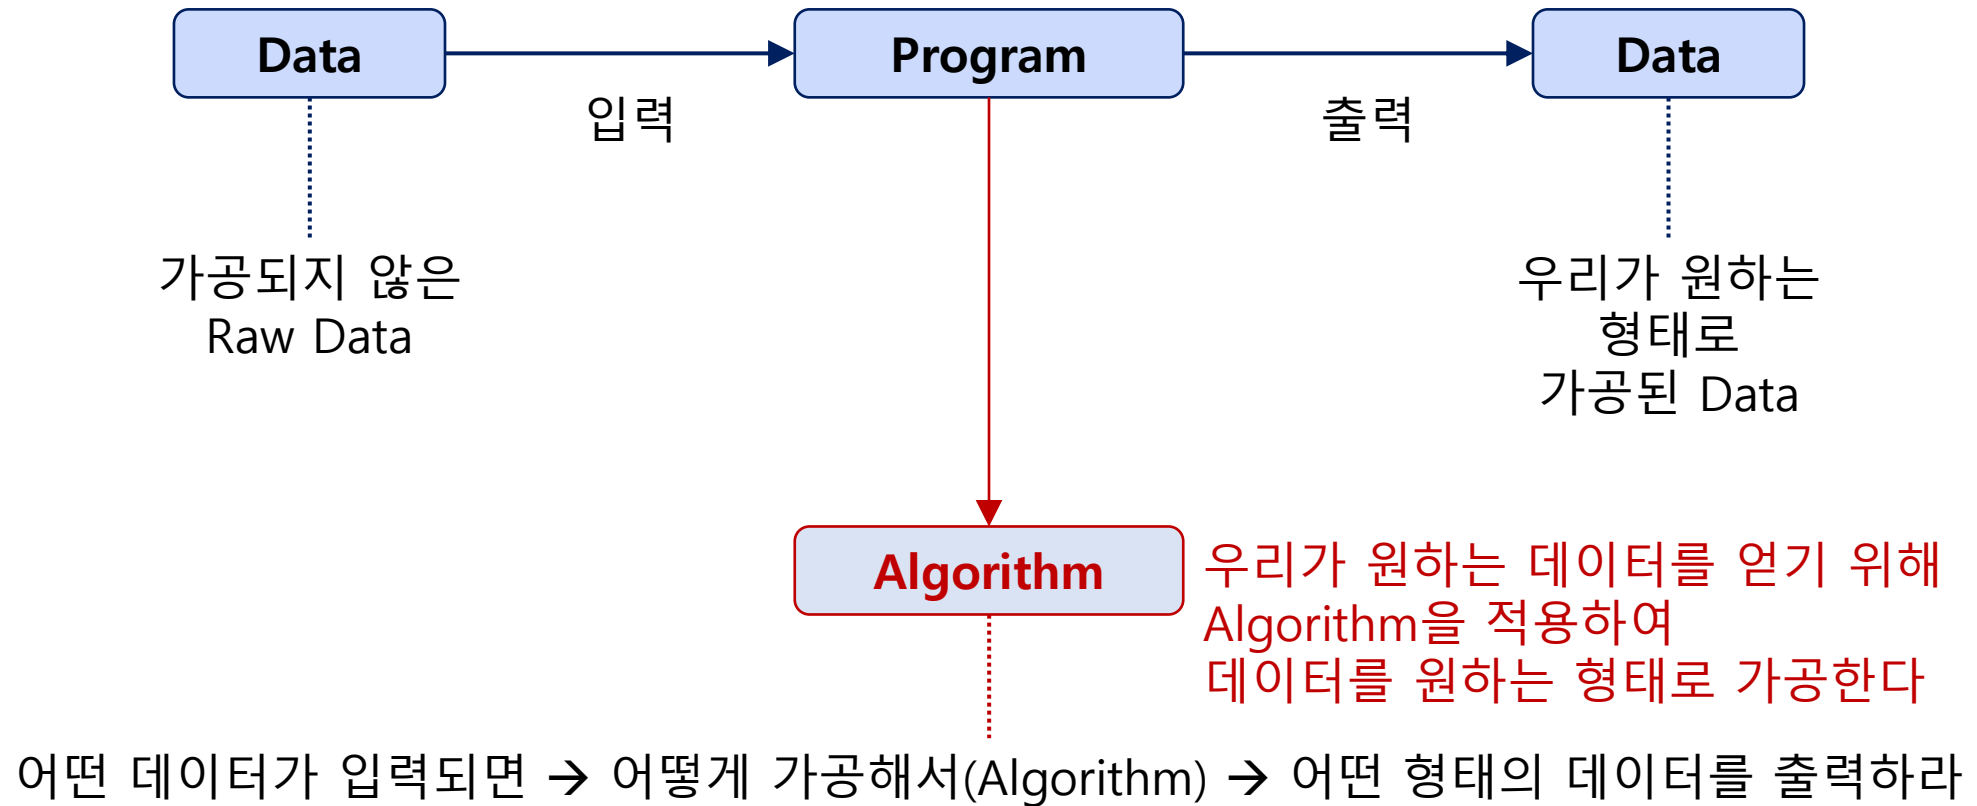 Data
Program
Data
입력
출력
가공되지 않은
Raw Data
우리가 원하는
형태로
가공된 Data
Algorithm
우리가 원하는 데이터를 얻기 위해
Algorithm을 적용하여
데이터를 원하는 형태로 가공한다
어떤 데이터가 입력되면 → 어떻게 가공해서(Algorithm) → 어떤 형태의 데이터를 출력하라